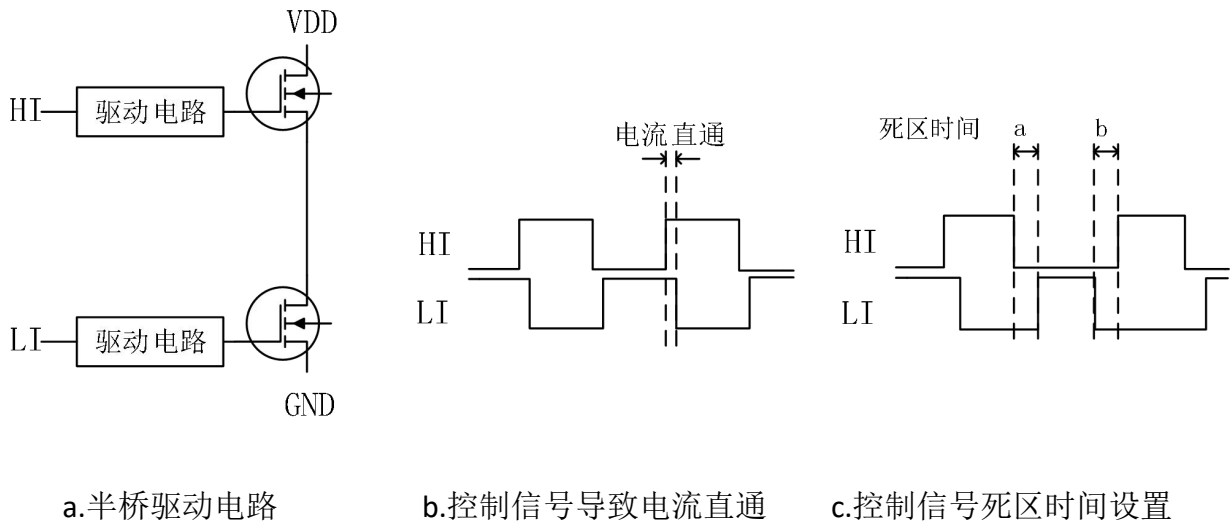 VDD
HI
驱动电路
LI
驱动电路
GND
电流直通
HI
LI
死区时间 a b
HI
LI
a.半桥驱动电路
b.控制信号导致电流直通
c.控制信号死区时间设置